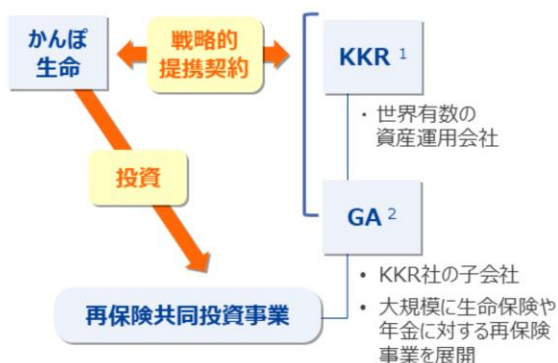 かんぽ
生命
戦略的
提携契約
KKR 1
・世界有数の
資産運用会社
投資
GA 2
• KKR社の子会社
• 大規模に生命保険や
年金に対する再保険
事業を展開
再保険共同投資事業